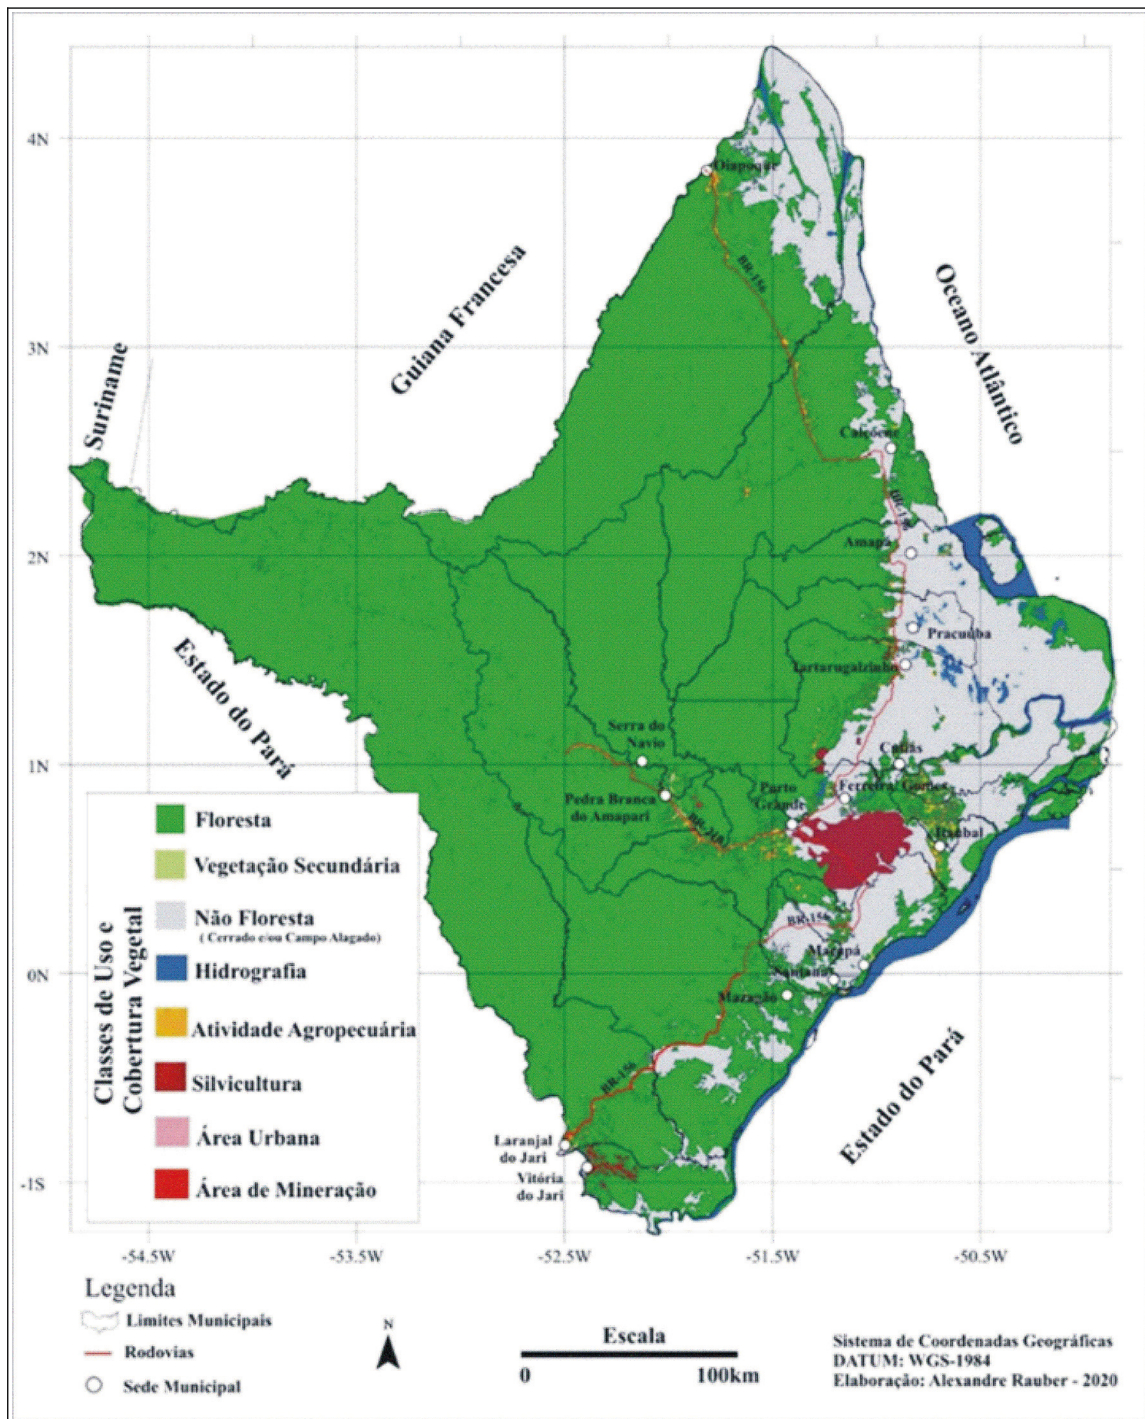 4N
3N
2N
1N
0N
-1S
-54.5W
-53.5W
-52.5W
-51.5W
-50.5W
Suriname
Guiana Francesa
Oceano Atlântico
Estado do Pará
Estado do Pará
Oiapoque
BR-156
Calçoene
BR-156
Amapá
Pracuúba
Tartarugalzinho
Serra do
Navio
Pedra Branca
do Amapari
BR-210
Porto
Grande
Cutias
Ferreira Gomes
Itaubal
BR-156
Macapá
Santana
Mazagão
BR-156
Laranjal
do Jari
Vitória
do Jari
Classes de Uso e
Cobertura Vegetal
Floresta
Vegetação Secundária
Não Floresta
( Cerrado e/ou Campo Alagado)
Hidrografia
Atividade Agropecuária
Silvicultura
Área Urbana
Área de Mineração
Legenda
Limites Municipais
Rodovias
Sede Municipal
N
Escala
0 100km
Sistema de Coordenadas Geográficas
DATUM: WGS-1984
Elaboração: Alexandre Rauber - 2020